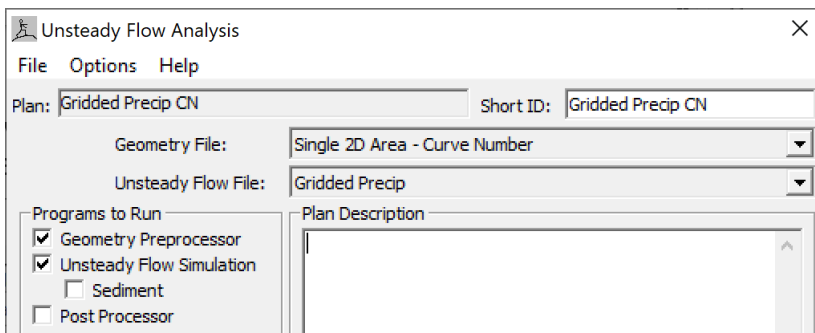 Unsteady Flow Analysis
File Options Help
Plan: Gridded Precip CN Short ID: Gridded Precip CN
Geometry File: Single 2D Area - Curve Number
Unsteady Flow File: Gridded Precip
Programs to Run Plan Description
Geometry Preprocessor
Unsteady Flow Simulation
Sediment
Post Processor